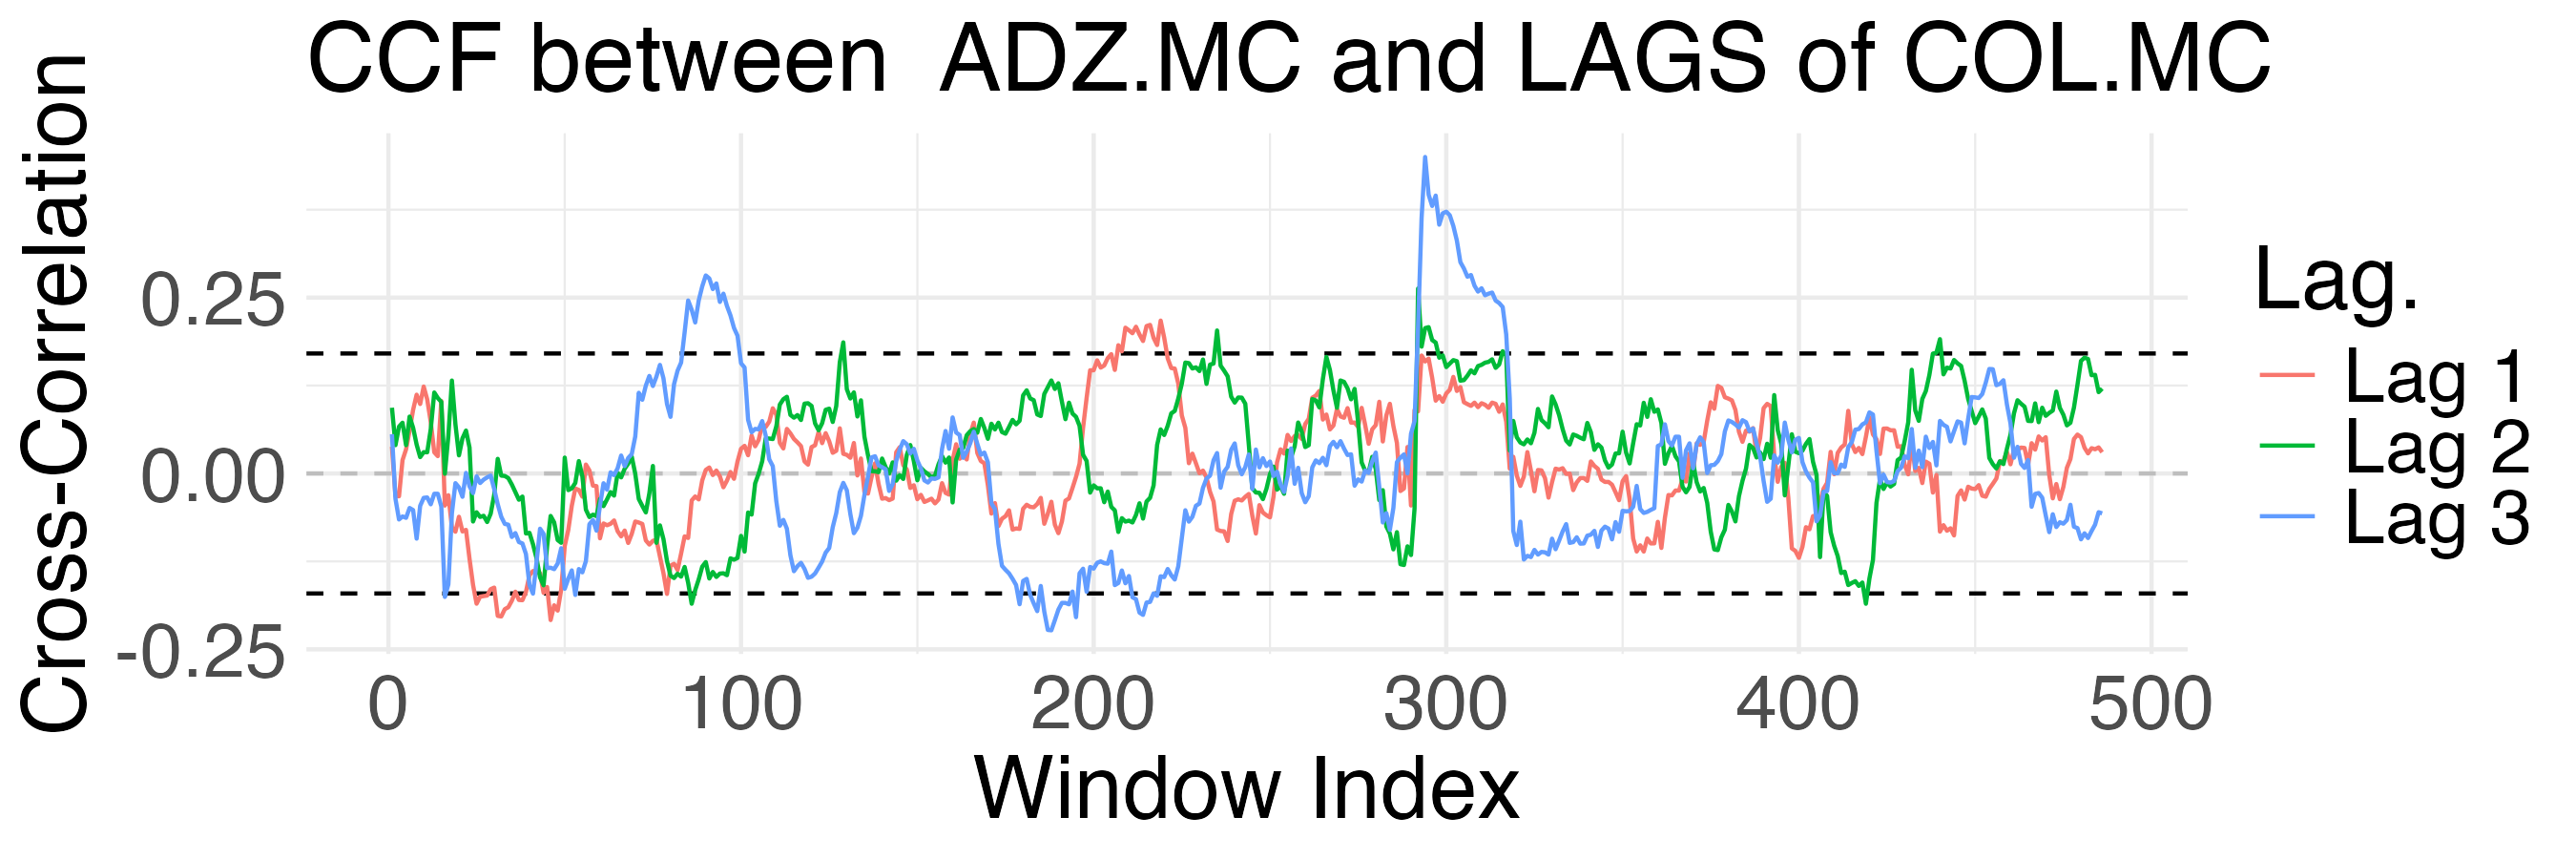 CCF between  ADZ.MC and LAGS of COL.MC
Cross-Correlation
0.25
0.00
-0.25
0 100 200 300 400 500
Window Index
Lag.
Lag 1
Lag 2
Lag 3